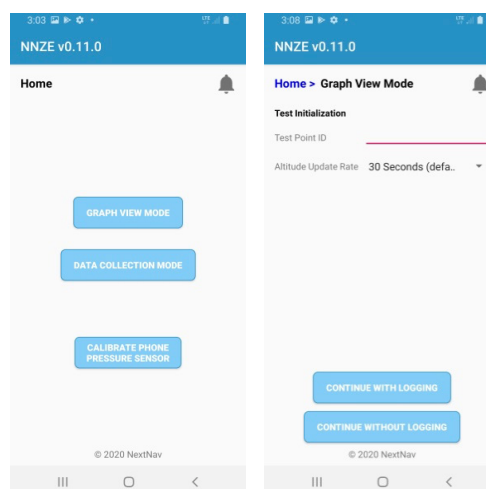 3:03
NNZE v0.11.0
Home
GRAPH VIEW MODE
DATA COLLECTION MODE
CALIBRATE PHONE
PRESSURE SENSOR
© 2020 NextNav
3:08
NNZE v0.11.0
Home > Graph View Mode
Test Initialization
Test Point ID
Altitude Update Rate 30 Seconds (defa..
CONTINUE WITH LOGGING
CONTINUE WITHOUT LOGGING
© 2020 NextNav